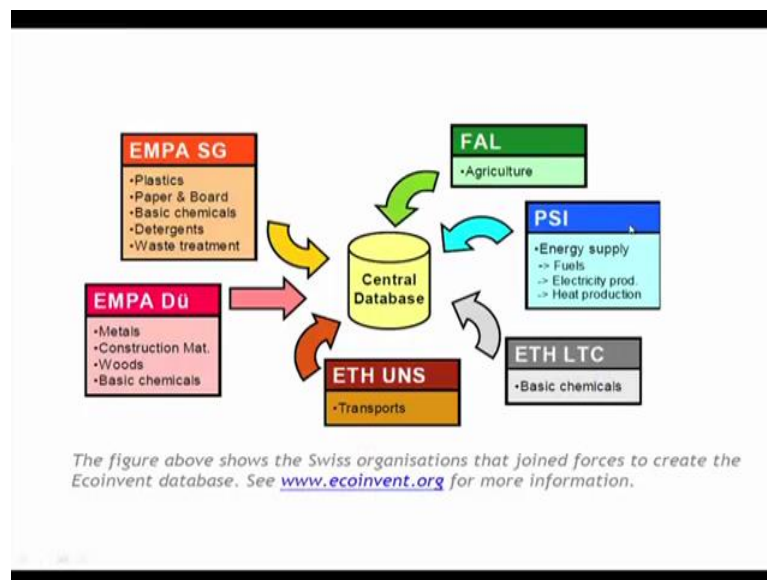 EMPA SG
•Plastics
•Paper & Board
•Basic chemicals
•Detergents
•Waste treatment
FAL
•Agriculture
PSI
•Energy supply
-> Fuels
-> Electricity prod.
-> Heat production
Central
Database
EMPA Dü
•Metals
•Construction Mat.
•Woods
•Basic chemicals
ETH UNS
•Transports
ETH LTC
•Basic chemicals
The figure above shows the Swiss organisations that joined forces to create the
Ecoinvent database. See www.ecoinvent.org for more information.